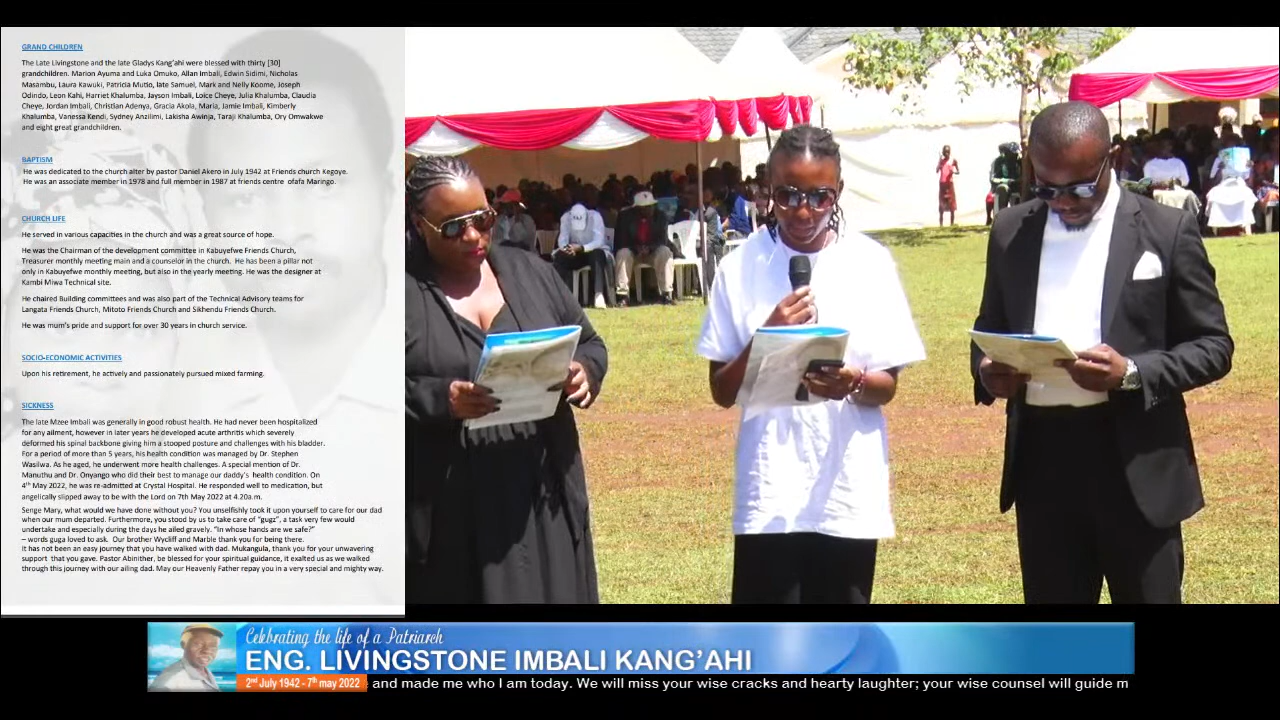 GRAND CHILDREN
The Late Livingstone and the late Gladys Kang'ahi were blessed with thirty [30]
grandchildren. Marion Ayuma and Luka Omuko, Allan Imbali, Edwin Sidimi, Nicholas
Masambu, Laura Kawuki, Patricia Mutio, late Samuel, Mark and Nelly Koome, Joseph
Odindo, Leon Kahi, Harriet Khalumba, Jayson Imbali, Loice Cheye, Julia Khalumba, Claudia
Cheye, Jordan Imbali, Christian Adenya, Gracia Akola, Maria, Jamie Imbali, Kimberly
Khalumba, Vanessa Kendi, Sydney Anzilimi, Lakisha Awinja, Taraji Khalumba, Ory Omwakwe
and eight great grandchildren.
BAPTISM
He was dedicated to the church alter by pastor Daniel Akero in July 1942 at Friends church Kegoye.
He was an associate member in 1978 and full member in 1987 at friends centre ofafa Maringo.
CHURCH LIFE
He served in various capacities in the church and was a great source of hope.
He was the Chairman of the development committee in Kabuyefwe Friends Church,
Treasurer monthly meeting main and a counselor in the church. He has been a pillar not
only in Kabuyefwe monthly meeting, but also in the yearly meeting. He was the designer at
Kambi Miwa Technical site.
He chaired Building committees and was also part of the Technical Advisory teams for
Langata Friends Church, Mitoto Friends Church and Sikhendu Friends Church.
He was mum's pride and support for over 30 years in church service.
SOCIO-ECONOMIC ACTIVITIES
Upon his retirement, he actively and passionately pursued mixed farming.
SICKNESS
The late Mzee Imbali was generally in good robust health. He had never been hospitalized
for any ailment, however in later years he developed acute arthritis which severely
deformed his spinal backbone giving him a stooped posture and challenges with his bladder.
For a period of more than 5 years, his health condition was managed by Dr. Stephen
Wasilwa. As he aged, he underwent more health challenges. A special mention of Dr.
Manuthu and Dr. Onyango who did their best to manage our daddy's health condition. On
4th May 2022, he was re-admitted at Crystal Hospital. He responded well to medication, but
angelically slipped away to be with the Lord on 7th May 2022 at 4.20a.m.
Senge Mary, what would we have done without you? You unselfishly took it upon yourself to care for our dad
when our mum departed. Furthermore, you stood by us to take care of "gugz", a task very few would
undertake and especially during the days he ailed gravely. "In whose hands are we safe?"
– words guga loved to ask. Our brother Wycliff and Marble thank you for being there.
It has not been an easy journey that you have walked with dad. Mukangula, thank you for your unwavering
support that you gave. Pastor Abinither, be blessed for your spiritual guidance, it exalted us as we walked
through this journey with our ailing dad. May our Heavenly Father repay you in a very special and mighty way.
Celebrating the life of a Patriarch
ENG. LIVINGSTONE IMBALI KANG'AHI
2nd July 1942 - 7th may 2022
and made me who I am today. We will miss your wise cracks and hearty laughter; your wise counsel will guide m